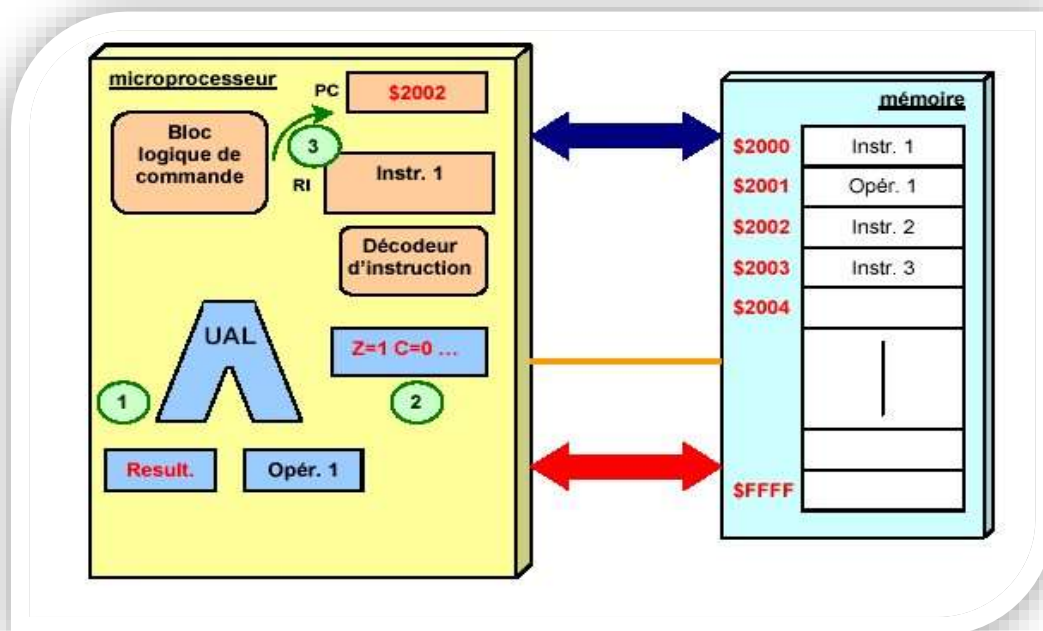 microprocesseur
PC
$2002
Bloc
logique de
commande
3
RI
Instr. 1
Décodeur
d'instruction
UAL
Z=1 C=0 ...
1
2
Result.
Opér. 1
mémoire
$2000 Instr. 1
$2001 Opér. 1
$2002 Instr. 2
$2003 Instr. 3
$2004
$FFFF